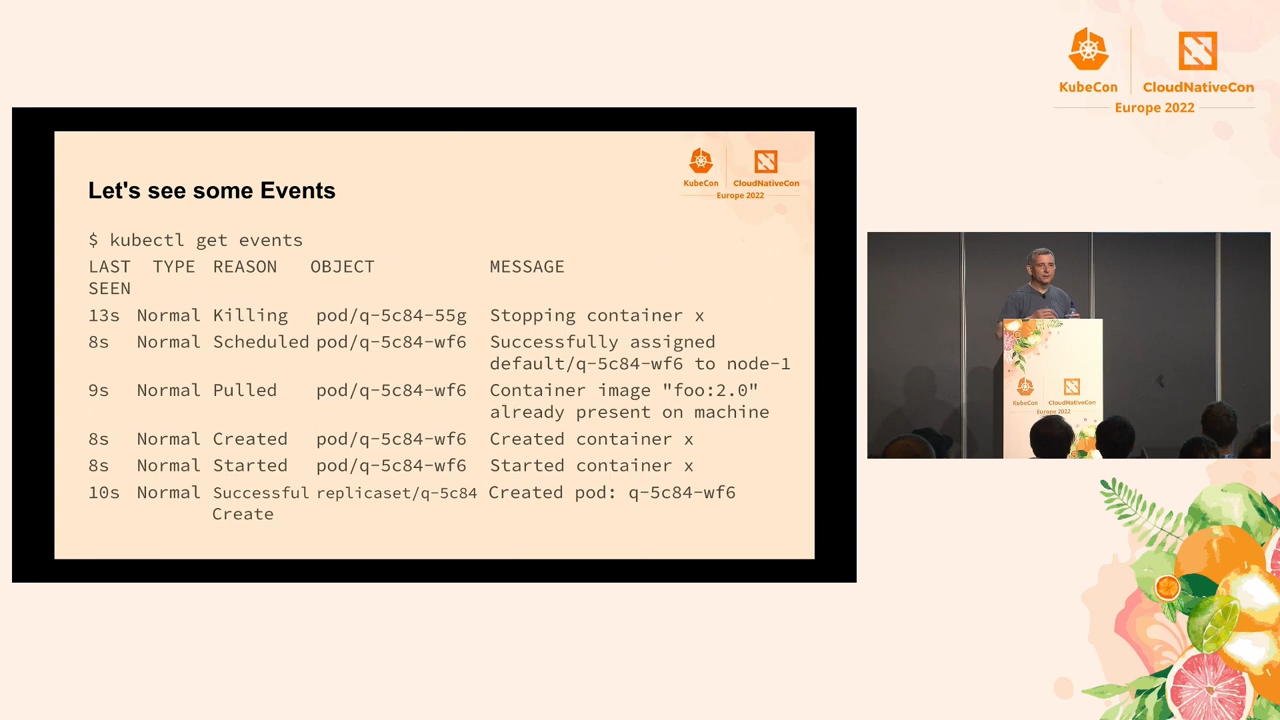 KubeCon CloudNativeCon
Europe 2022
KubeCon CloudNativeCon
Europe 2022
Let's see some Events
$ kubectl get events
LAST SEEN TYPE REASON OBJECT MESSAGE
13s Normal Killing pod/q-5c84-55g Stopping container x
8s Normal Scheduled pod/q-5c84-wf6 Successfully assigned
default/q-5c84-wf6 to node-1
9s Normal Pulled pod/q-5c84-wf6 Container image "foo:2.0"
already present on machine
8s Normal Created pod/q-5c84-wf6 Created container x
8s Normal Started pod/q-5c84-wf6 Started container x
10s Normal Successful replicaset/q-5c84 Created pod: q-5c84-wf6
Create
KubeCon CloudNativeCon
Europe 2022